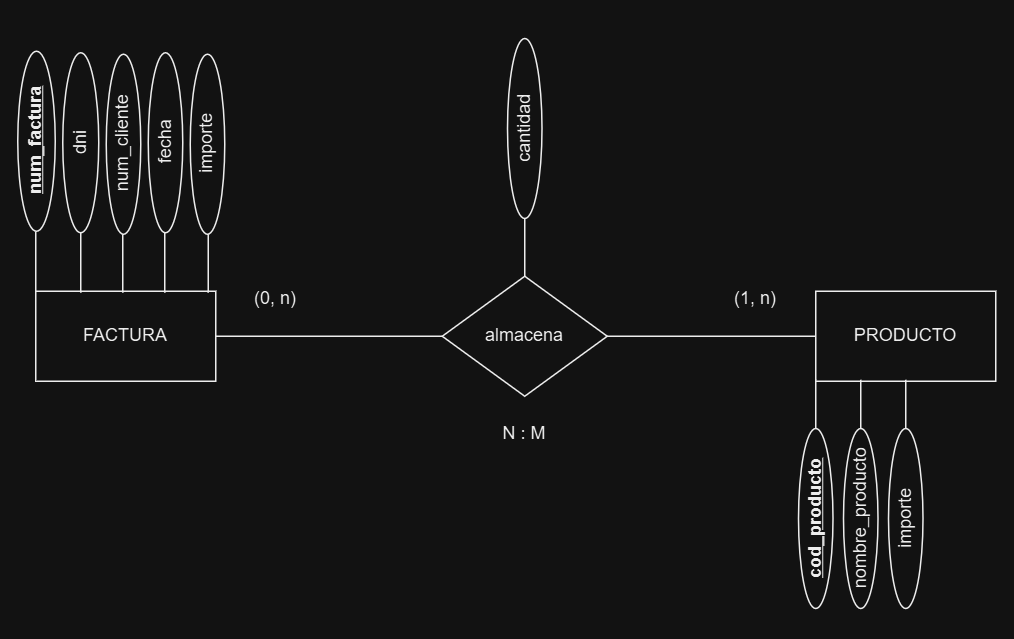 num_factura
dni
num_cliente
fecha
importe
cantidad
(0, n)
(1, n)
FACTURA
almacena
PRODUCTO
N : M
cod_producto
nombre_producto
importe